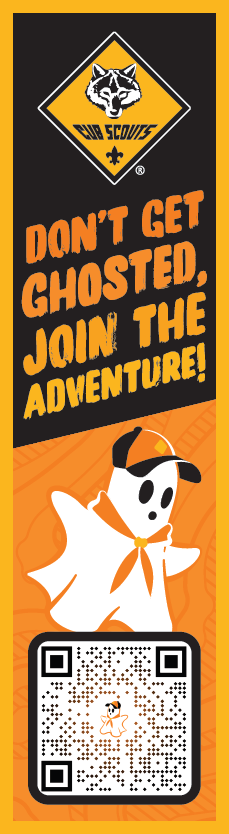 CUB SCOUTS
®
DON'T GET
GHOSTED,
JOIN THE
ADVENTURE!